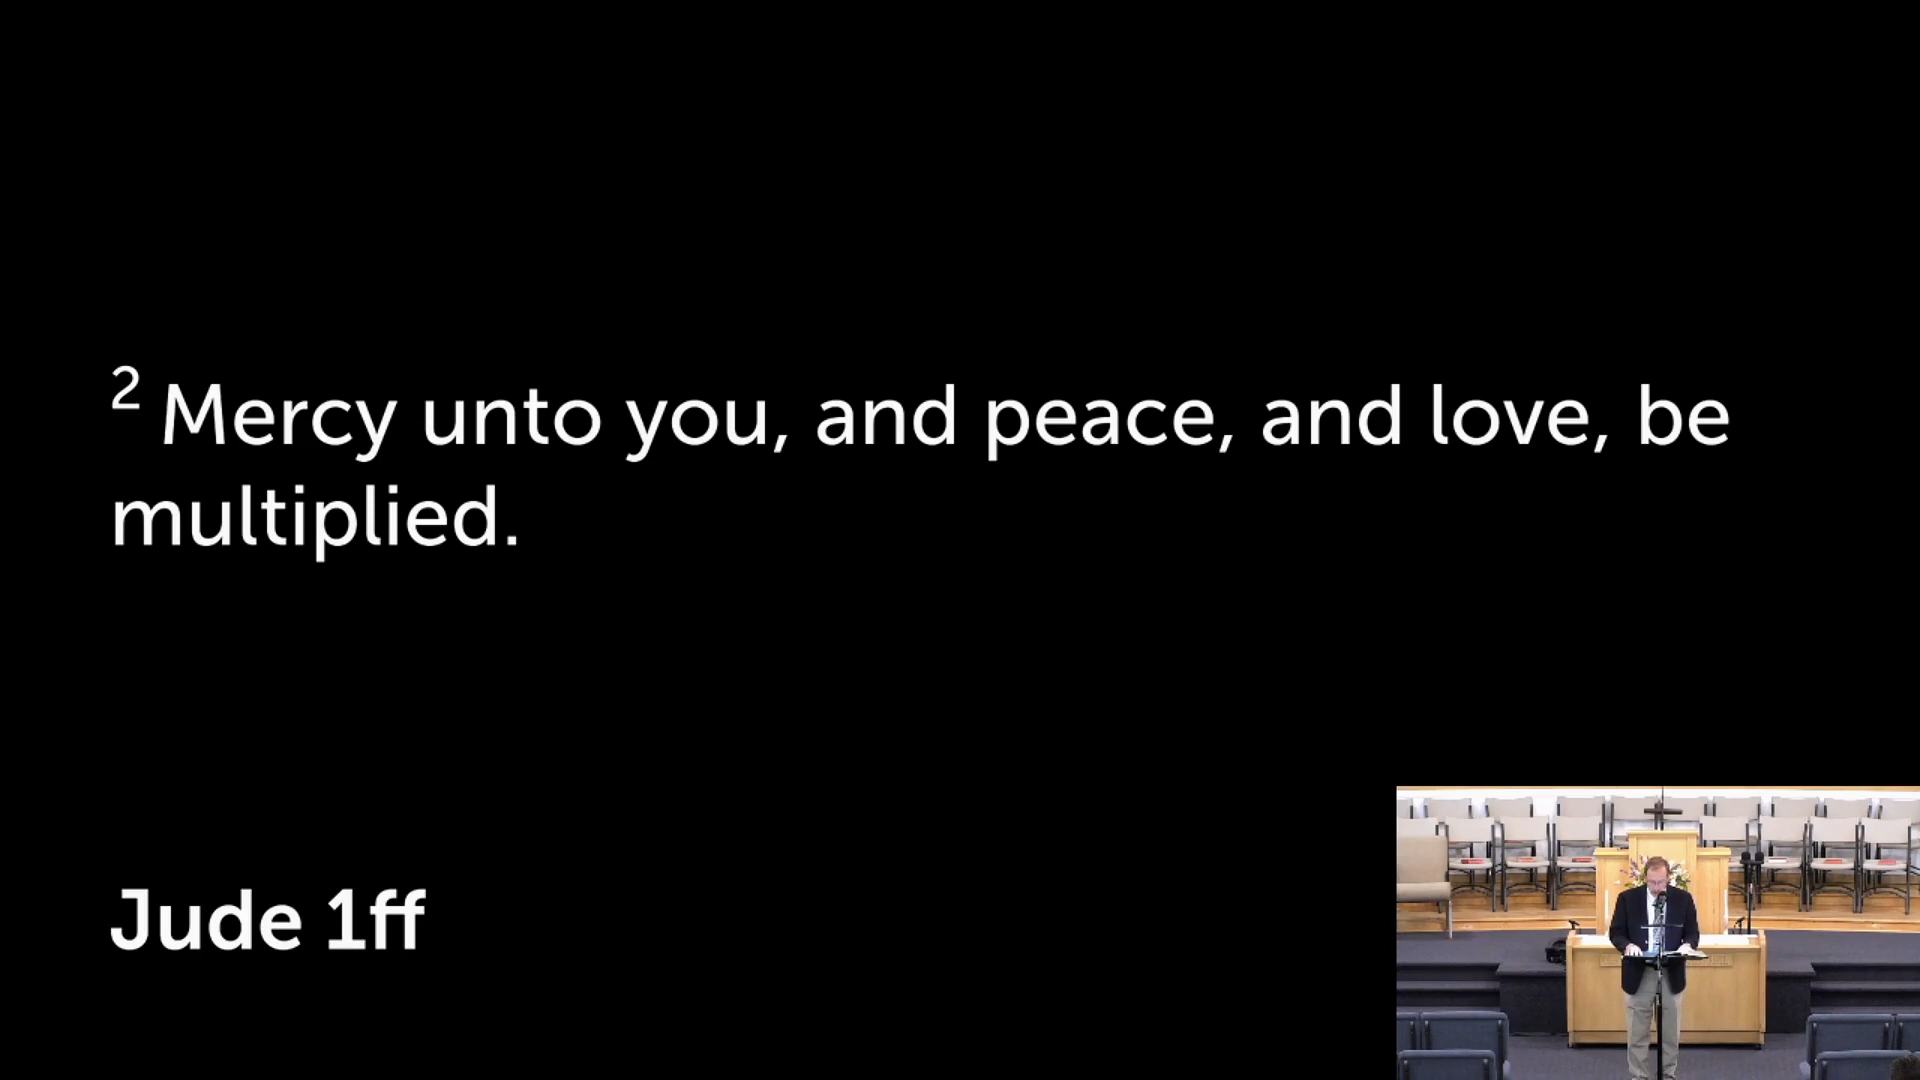 2 Mercy unto you, and peace, and love, be
multiplied.
Jude 1ff